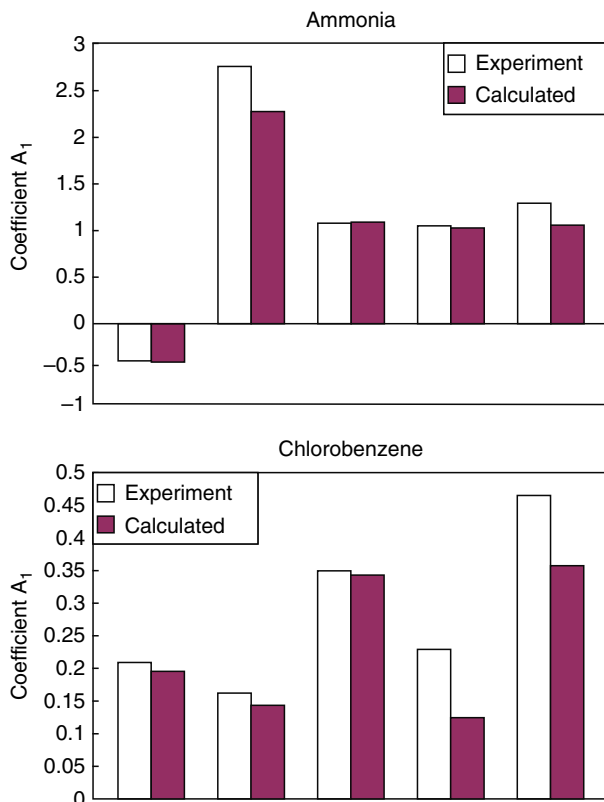 Ammonia
3
2.5
2
1.5
1
0.5
0
–0.5
–1
Coefficient A₁
Experiment
Calculated
Chlorobenzene
0.5
0.45
0.4
0.35
0.3
0.25
0.2
0.15
0.1
0.05
0
Coefficient A₁
Experiment
Calculated